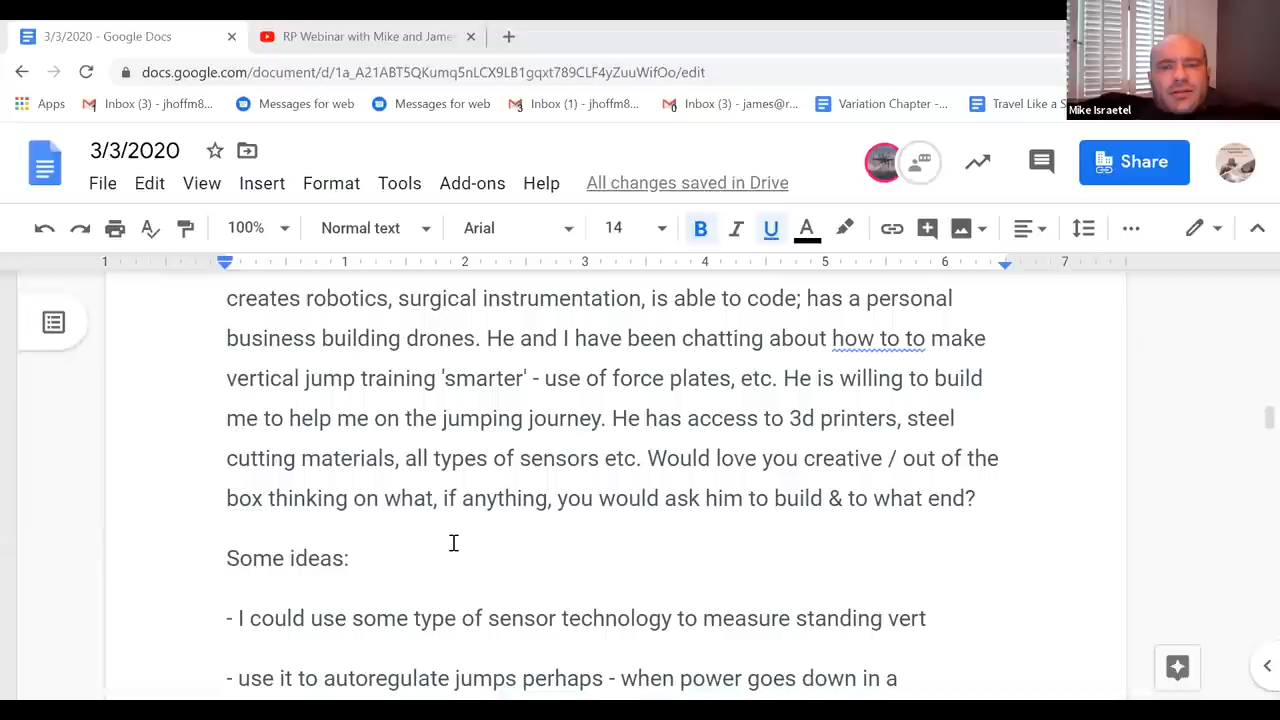 3/3/2020 - Google Docs
RP Webinar with Mike and Jame
Apps
Inbox (3) - jhoffm8...
Messages for web
Messages for web
Inbox (1) - jhoffm8...
Inbox (3) - james@r...
Variation Chapter -...
Travel Like a S
Mike Israetel
3/3/2020
Share
File Edit View Insert Format Tools Add-ons Help All changes saved in Drive
100% Normal text Arial 14 B I U A
1 1 2 3 4 5 6 7
creates robotics, surgical instrumentation, is able to code; has a personal
business building drones. He and I have been chatting about how to to make
vertical jump training 'smarter' - use of force plates, etc. He is willing to build
me to help me on the jumping journey. He has access to 3d printers, steel
cutting materials, all types of sensors etc. Would love you creative / out of the
box thinking on what, if anything, you would ask him to build & to what end?
Some ideas:
- I could use some type of sensor technology to measure standing vert
- use it to autoregulate jumps perhaps - when power goes down in a